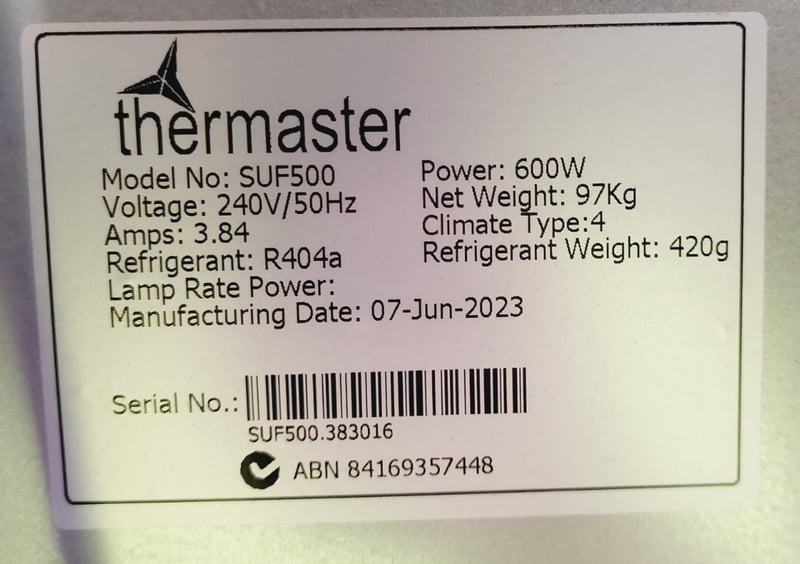 thermaster
Model No: SUF500
Voltage: 240V/50Hz
Amps: 3.84
Refrigerant: R404a
Lamp Rate Power:
Manufacturing Date: 07-Jun-2023
Power: 600W
Net Weight: 97Kg
Climate Type:4
Refrigerant Weight: 420g
Serial No.:
SUF500.383016
ABN 84169357448